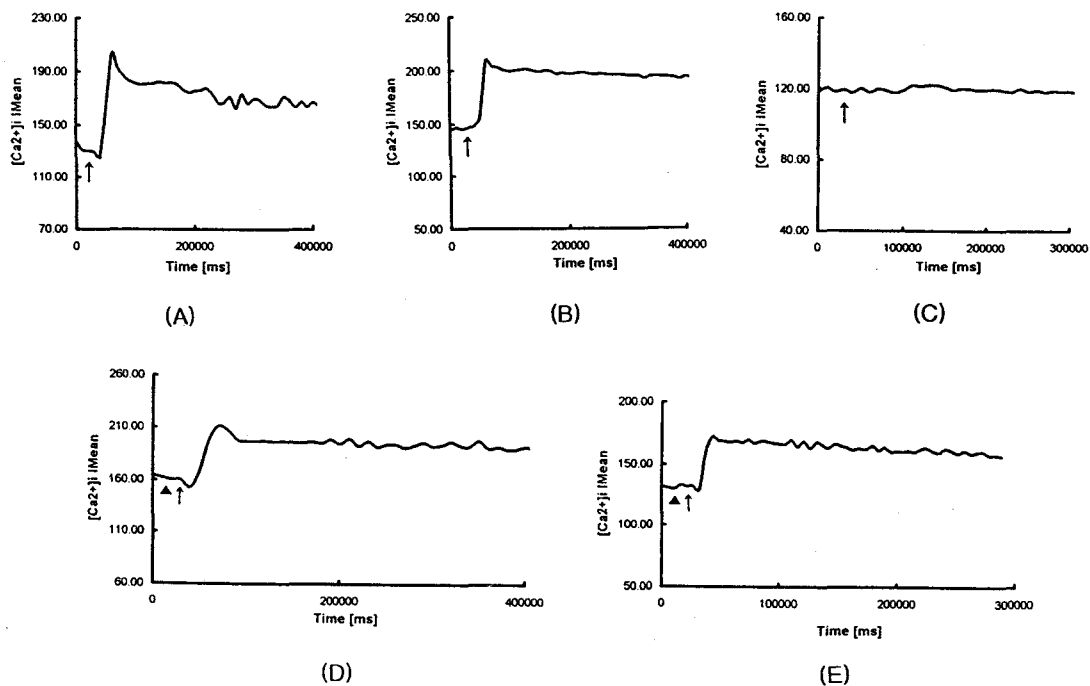 230.00
190.00
150.00
110.00
70.00
[Ca2+]i IMean
0
200000
400000
Time [ms]
(A)
250.00
200.00
150.00
100.00
50.00
[Ca2+]i IMean
0
200000
400000
Time [ms]
(B)
160.00
120.00
80.00
40.00
[Ca2+]i IMean
0
100000
200000
300000
Time [ms]
(C)
260.00
210.00
160.00
110.00
60.00
[Ca2+]i IMean
0
200000
400000
Time [ms]
(D)
200.00
150.00
100.00
50.00
[Ca2+]i IMean
0
100000
200000
300000
Time [ms]
(E)